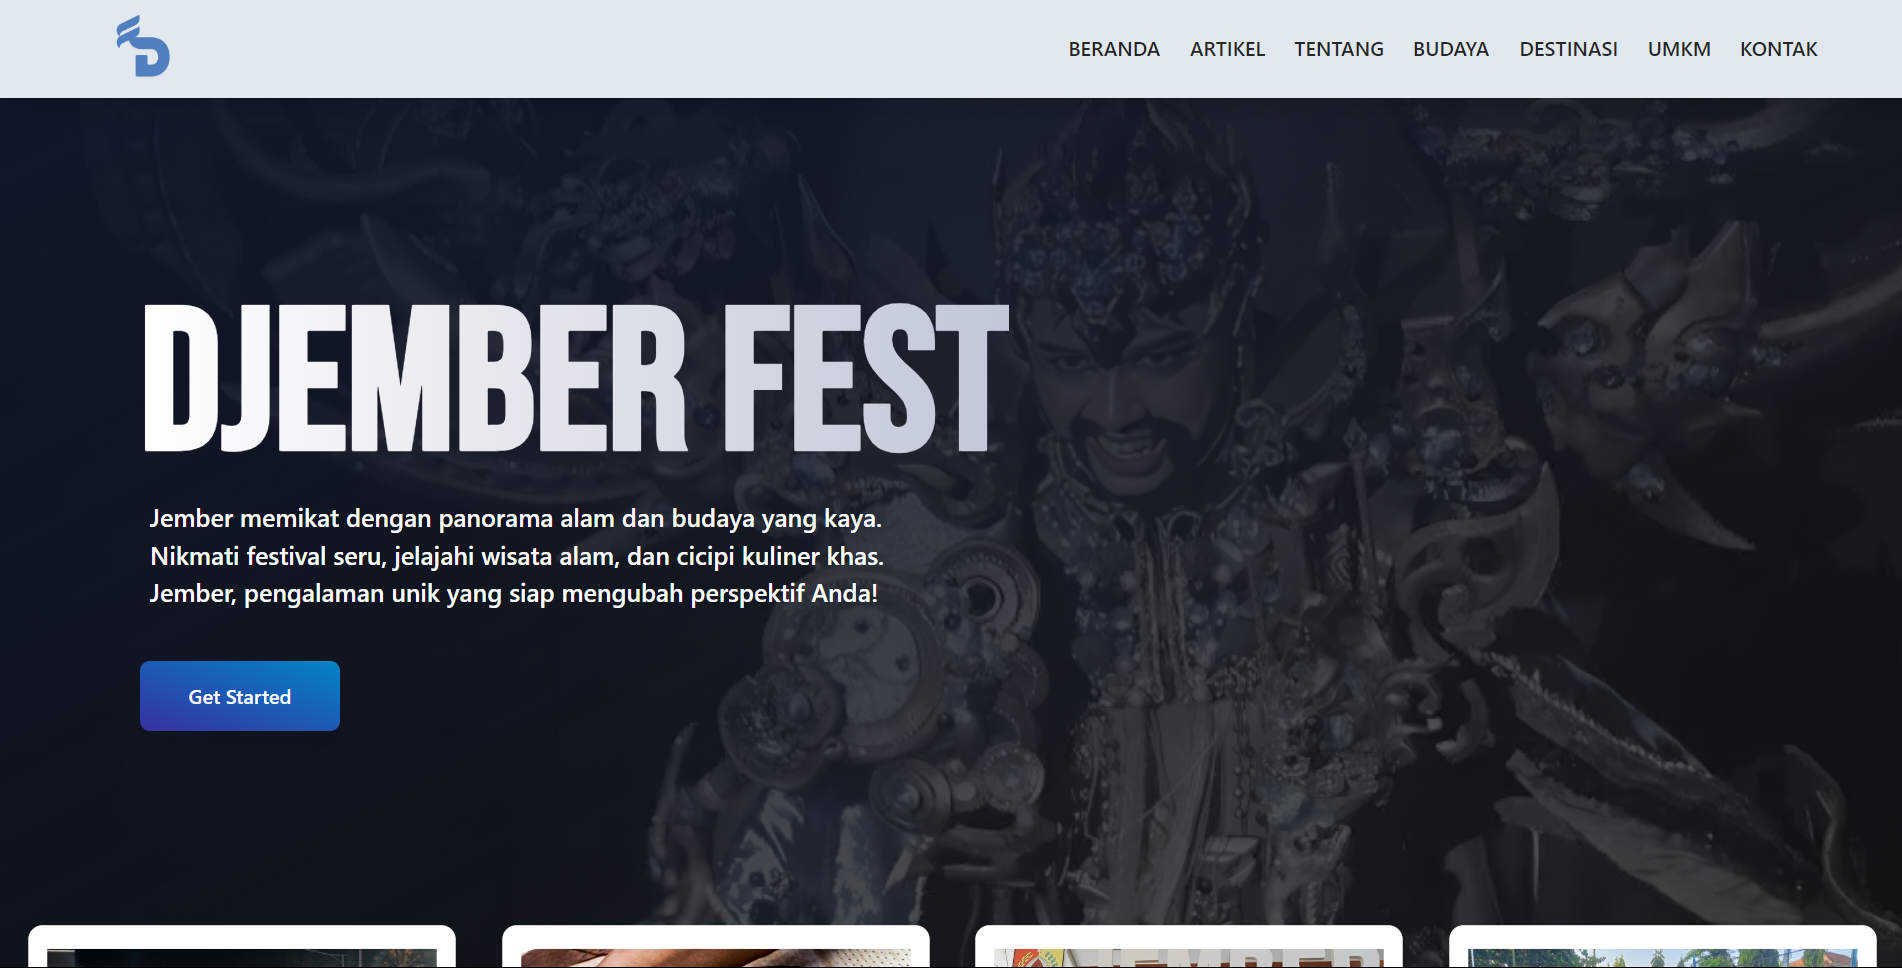 BERANDA ARTIKEL TENTANG BUDAYA DESTINASI UMKM KONTAK
DJEMBER FEST
Jember memikat dengan panorama alam dan budaya yang kaya.
Nikmati festival seru, jelajahi wisata alam, dan cicipi kuliner khas.
Jember, pengalaman unik yang siap mengubah perspektif Anda!
Get Started